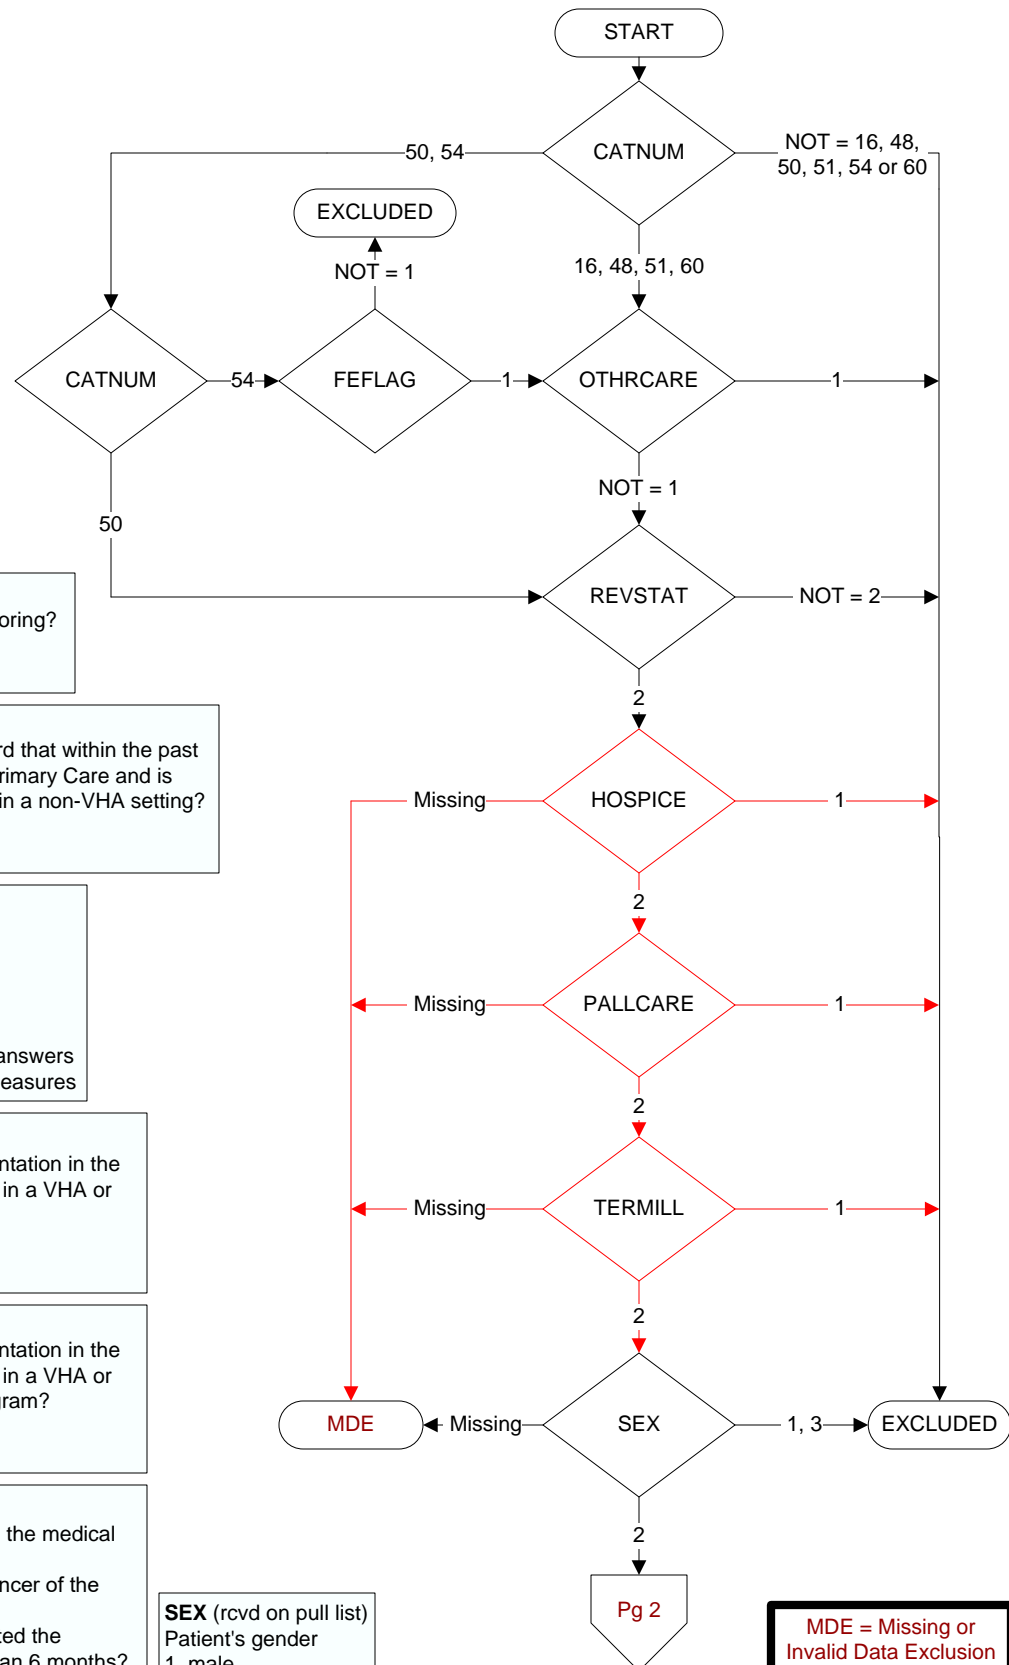 START
CATNUM
50, 54
NOT = 16, 48,
50, 51, 54 or 60
EXCLUDED
NOT = 1
16, 48, 51, 60
CATNUM
54
FEFLAG
1
OTHRCARE
1
NOT = 1
50
REVSTAT
NOT = 2
oring?
2
rd that within the past
rimary Care and is
in a non-VHA setting?
Missing
HOSPICE
1
2
Missing
PALLCARE
1
answers
easures
2
ntation in the
in a VHA or
Missing
TERMILL
1
2
ntation in the
in a VHA or
gram?
MDE
Missing
SEX
1, 3
EXCLUDED
the medical
ncer of the
ted the
an 6 months?
2
SEX (rcvd on pull list)
Patient's gender
1. male
Pg 2
MDE = Missing or
Invalid Data Exclusion